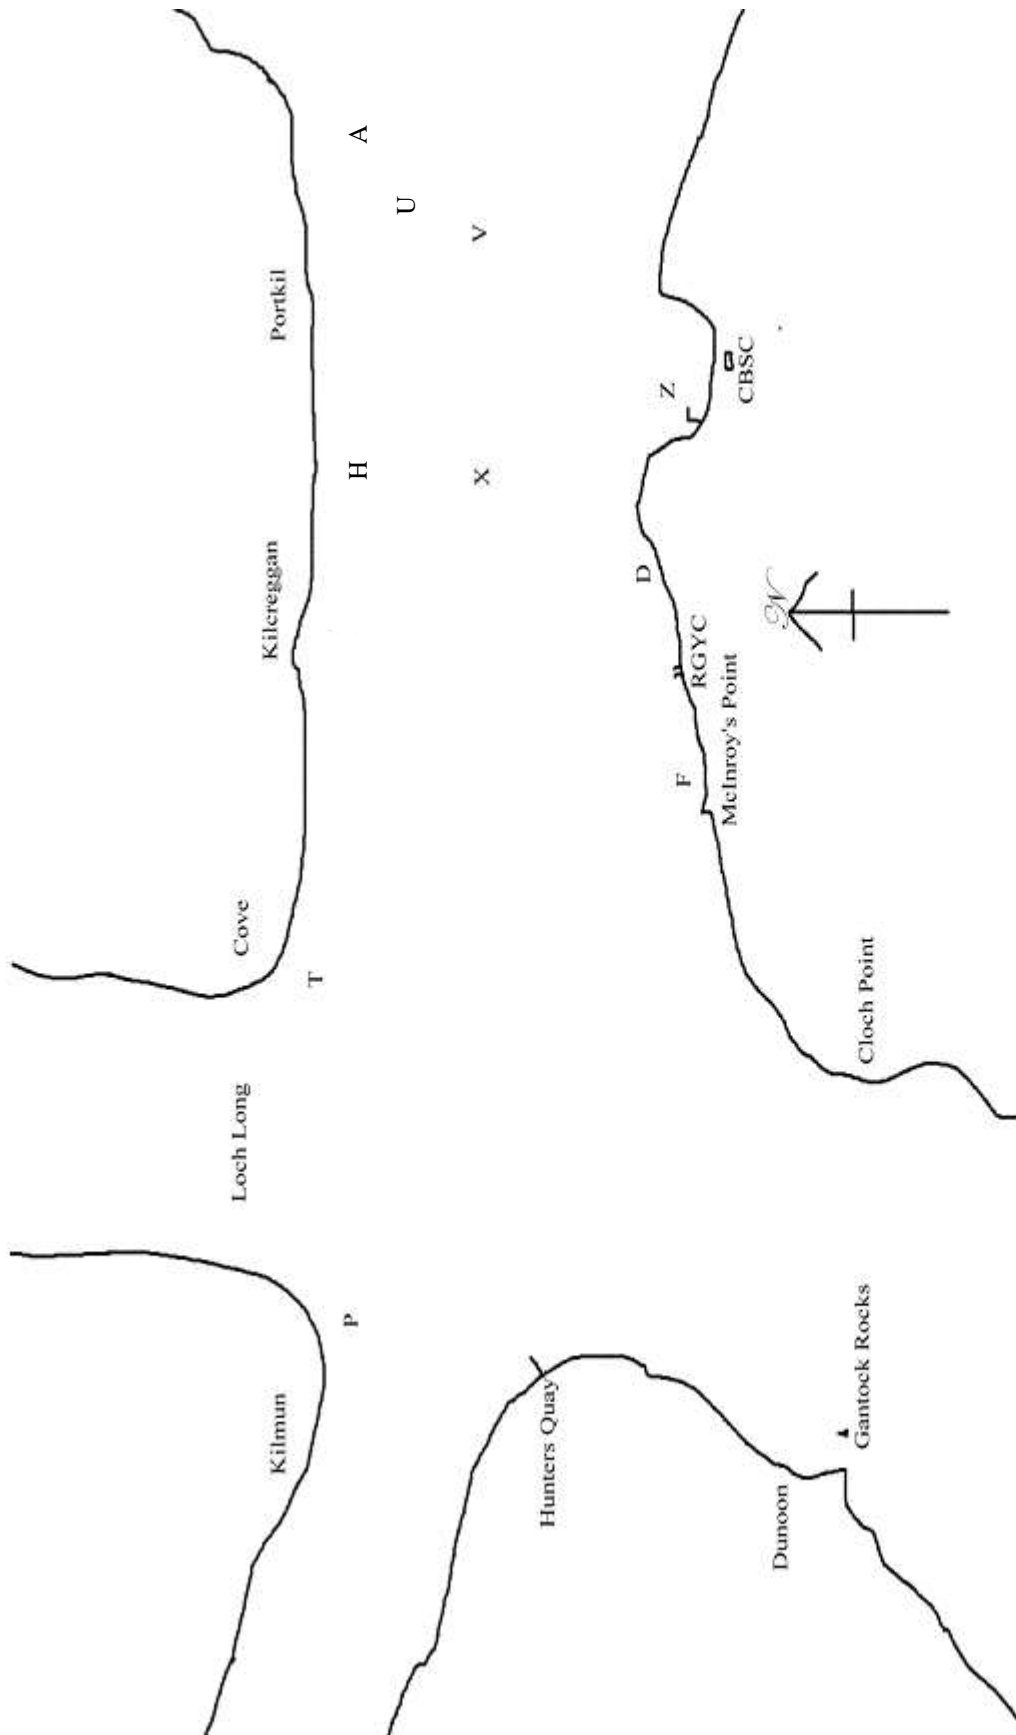 Loch Long
Cove
Kilmun
Kilcreggan
Portkil
T
P
H
A
U
V
X
Hunters Quay
D
Z
F
RGYC
McInroy's Point
CBSC
N
Dunoon
Gantock Rocks
Cloch Point